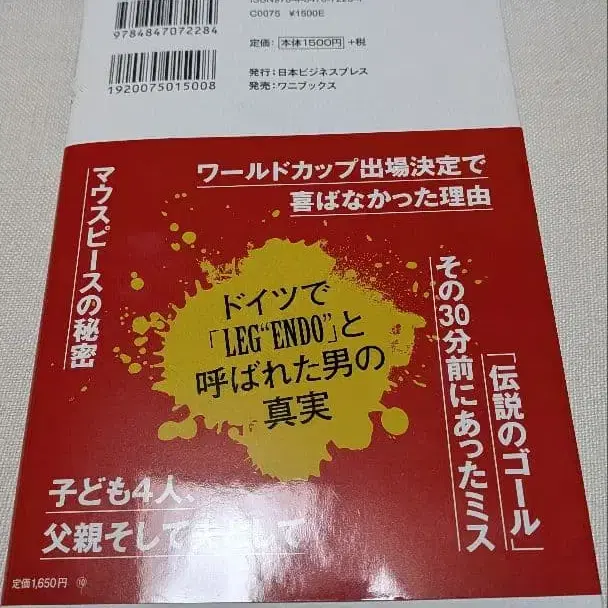 9784847072284
C0075 ¥1500E
定価： 本体1500円 +税
1920075015008
発行：日本ビジネスプレス
発売：ワニブックス
ワールドカップ出場決定で
喜ばなかった理由
マウスピースの秘密
ドイツで
「LEG“ENDO”」と
呼ばれた男の
真実
「伝説のゴール」
その30分前にあったミス
子ども4人、
父親そして夫として
定価1,650円 ⑩